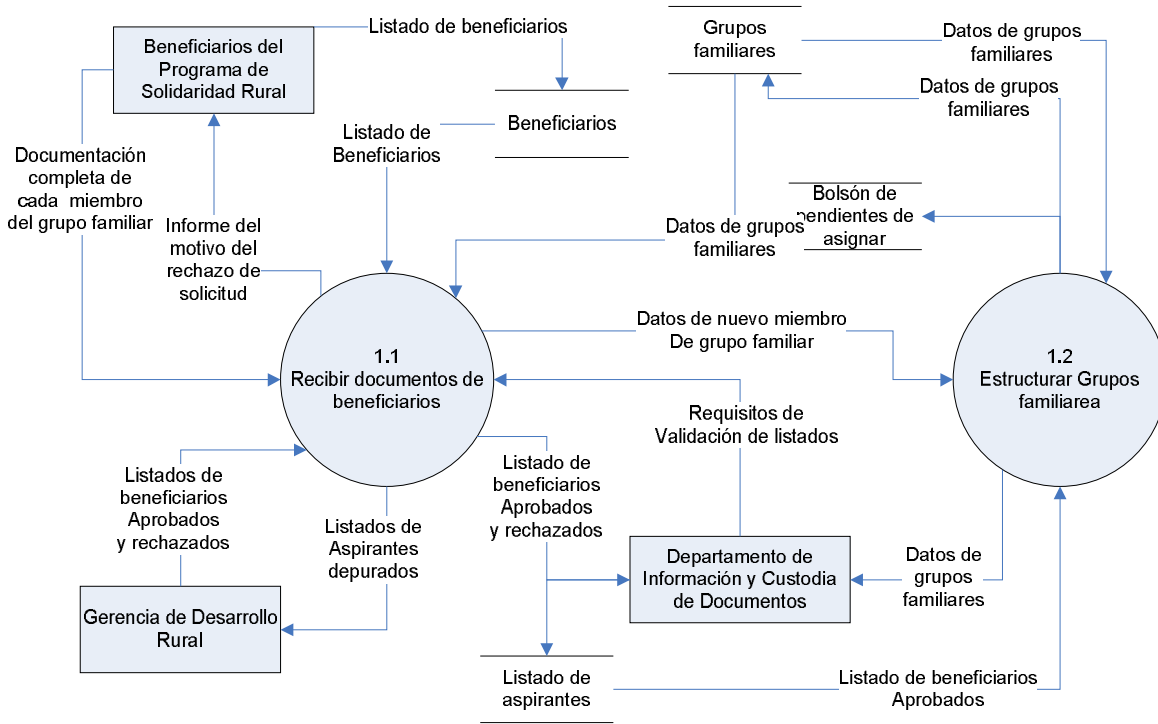 Listado de beneficiarios
Beneficiarios del
Programa de
Solidaridad Rural
Grupos
familiares
Datos de grupos
familiares
Datos de grupos
familiares
Beneficiarios
Listado de
Beneficiarios
Documentación
completa de
cada miembro
del grupo familiar
Informe del
motivo del
rechazo de
solicitud
Datos de grupos
familiares
Bolsón de
pendientes de
asignar
Datos de nuevo miembro
De grupo familiar
1.1
Recibir documentos de
beneficiarios
1.2
Estructurar Grupos
familiarea
Requisitos de
Validación de listados
Listados de
beneficiarios
Aprobados
y rechazados
Listados de
Aspirantes
depurados
Listado de
beneficiarios
Aprobados
y rechazados
Departamento de
Información y Custodia
de Documentos
Datos de
grupos
familiares
Gerencia de Desarrollo
Rural
Listado de
aspirantes
Listado de beneficiarios
Aprobados